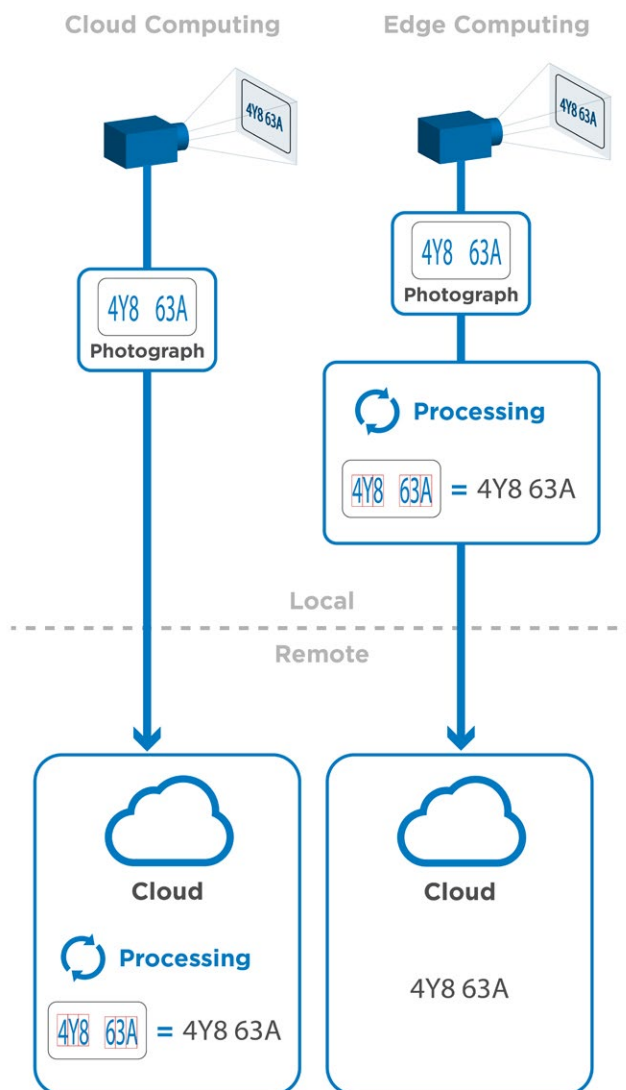 Cloud Computing
Edge Computing
4Y8 63A
4Y8 63A
4Y8 63A
Photograph
4Y8 63A
Photograph
Processing
4Y8 63A = 4Y8 63A
Local
Remote
Cloud
Processing
4Y8 63A = 4Y8 63A
Cloud
4Y8 63A